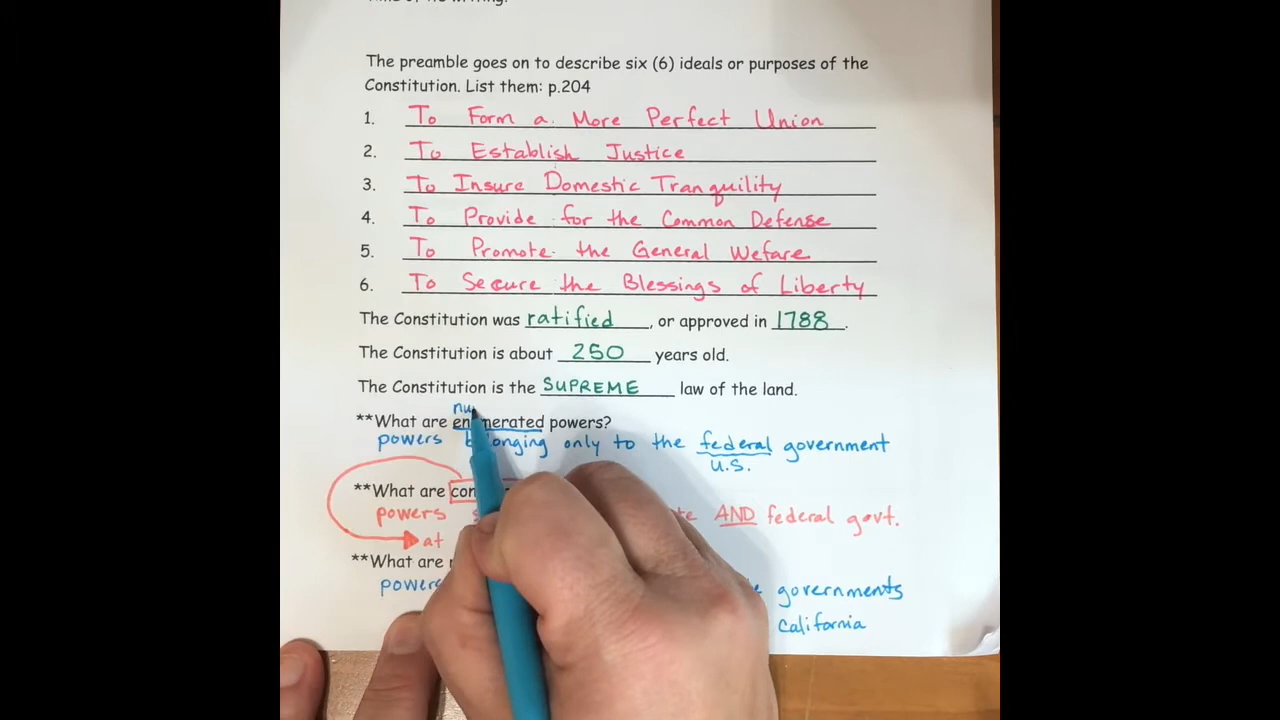 The preamble goes on to describe six (6) ideals or purposes of the
Constitution. List them: p.204
1. To Form a More Perfect Union
2. To Establish Justice
3. To Insure Domestic Tranquility
4. To Provide for the Common Defense
5. To Promote the General Wefare
6. To Secure the Blessings of Liberty
The Constitution was ratified, or approved in 1788.
The Constitution is about 250 years old.
The Constitution is the SUPREME law of the land.
nu
**What are enumerated powers?
powers belonging only to the federal government
U.S.
**What are con
powers AND federal govt.
at
**What are
powers governments
California